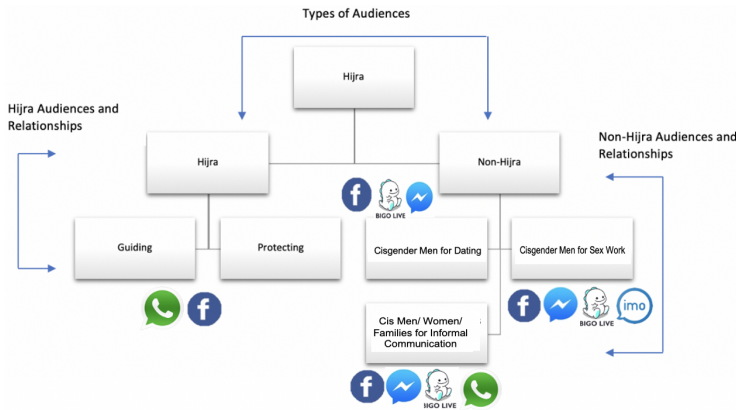 Types of Audiences
Hijra
Hijra Audiences and
Relationships
Hijra
Non-Hijra
Non-Hijra Audiences and
Relationships
BIGO LIVE
Guiding
Protecting
Cisgender Men for Dating
Cisgender Men for Sex Work
BIGO LIVE
imo
Cis Men/ Women/
Families for Informal
Communication
BIGO LIVE